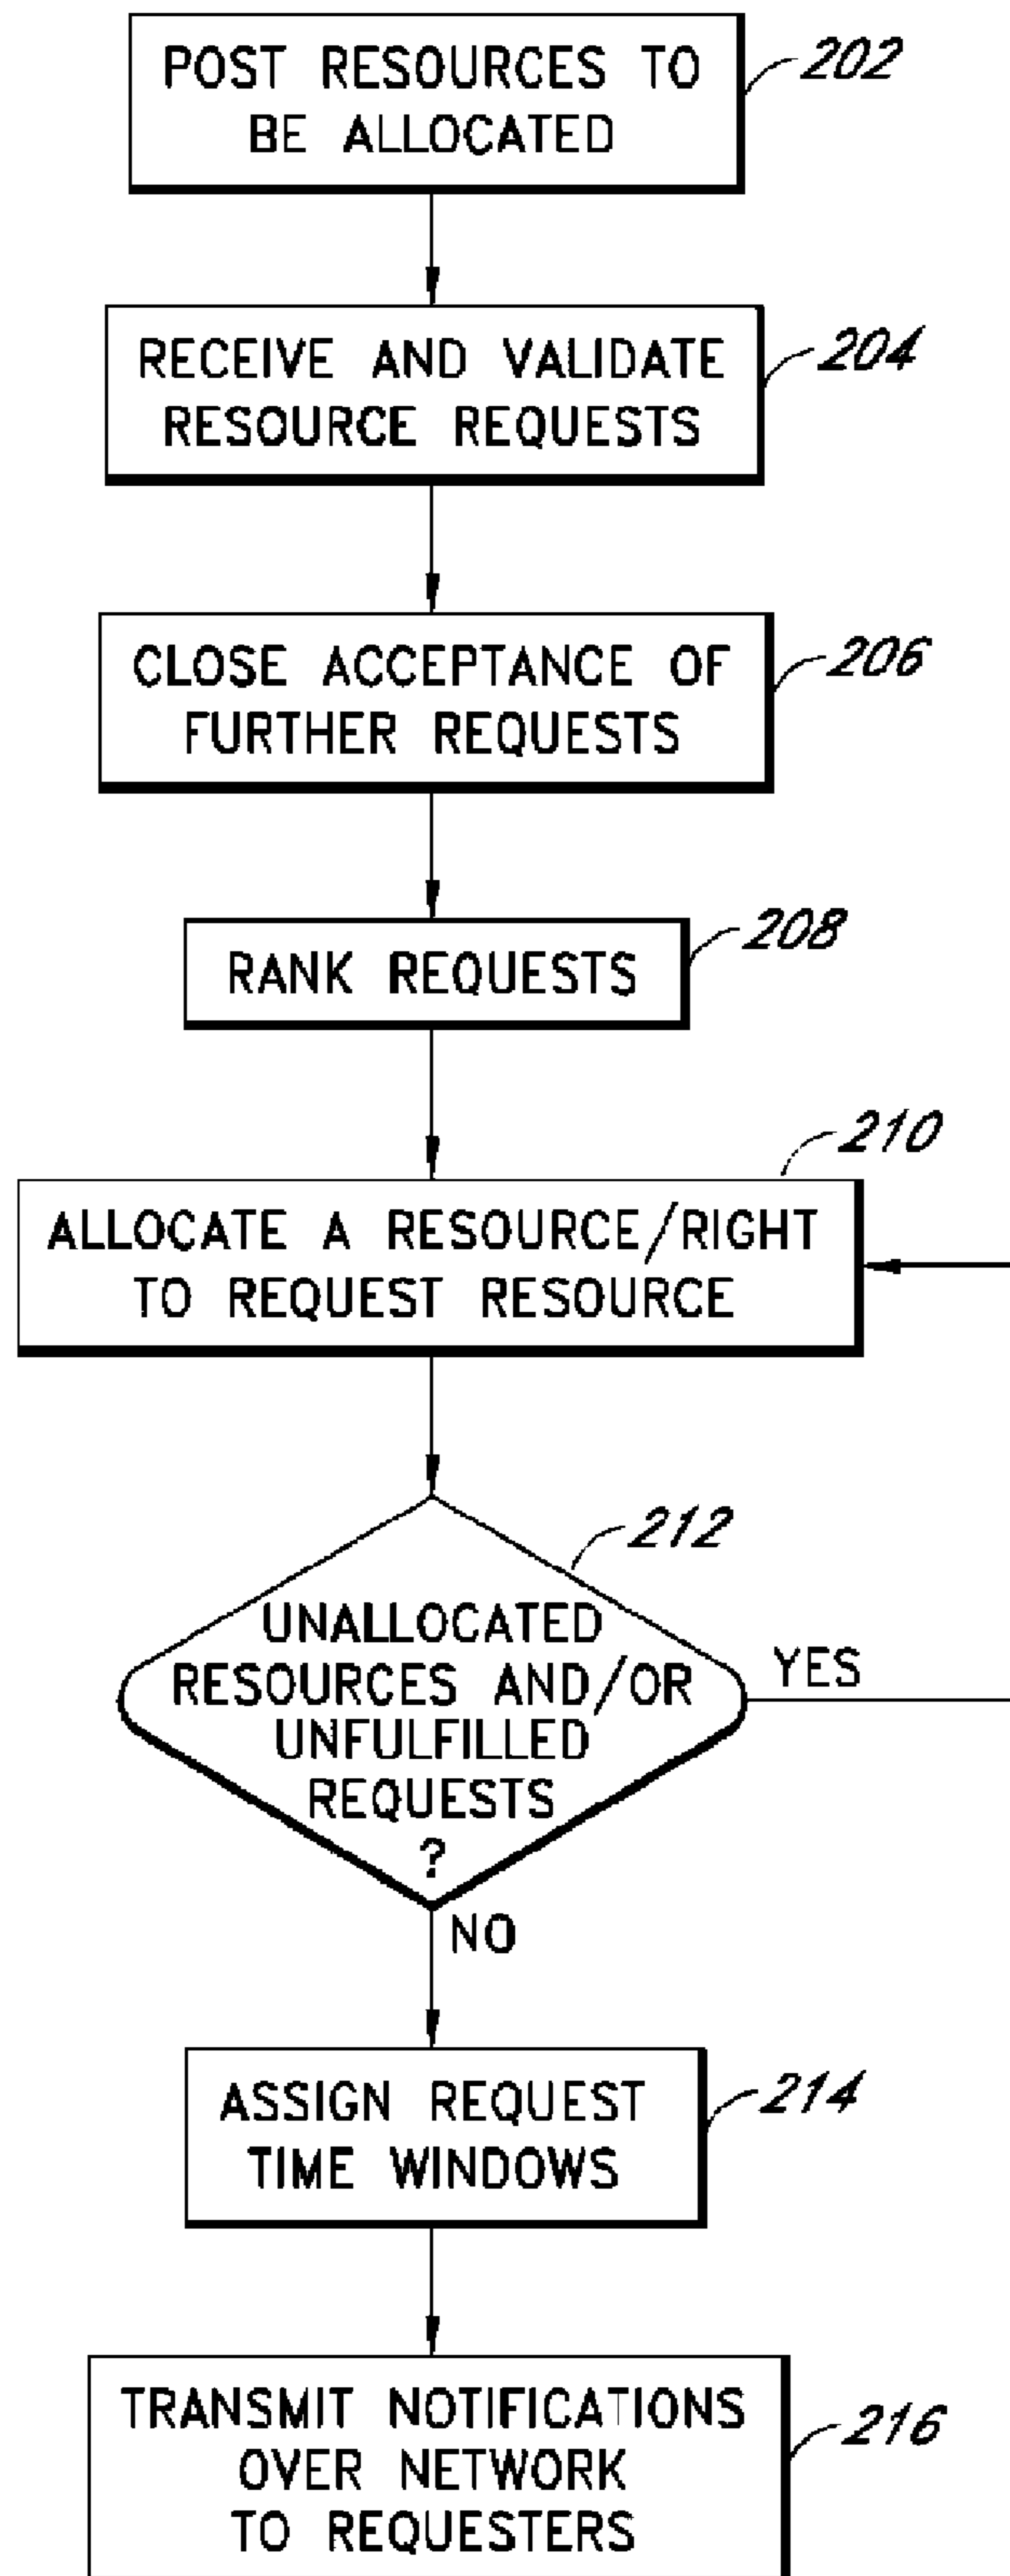 POST RESOURCES TO
BE ALLOCATED
202
RECEIVE AND VALIDATE
RESOURCE REQUESTS
204
CLOSE ACCEPTANCE OF
FURTHER REQUESTS
206
RANK REQUESTS
208
210
ALLOCATE A RESOURCE/RIGHT
TO REQUEST RESOURCE
212
UNALLOCATED
RESOURCES AND/OR
UNFULFILLED
REQUESTS
?
YES
NO
ASSIGN REQUEST
TIME WINDOWS
214
TRANSMIT NOTIFICATIONS
OVER NETWORK
TO REQUESTERS
216